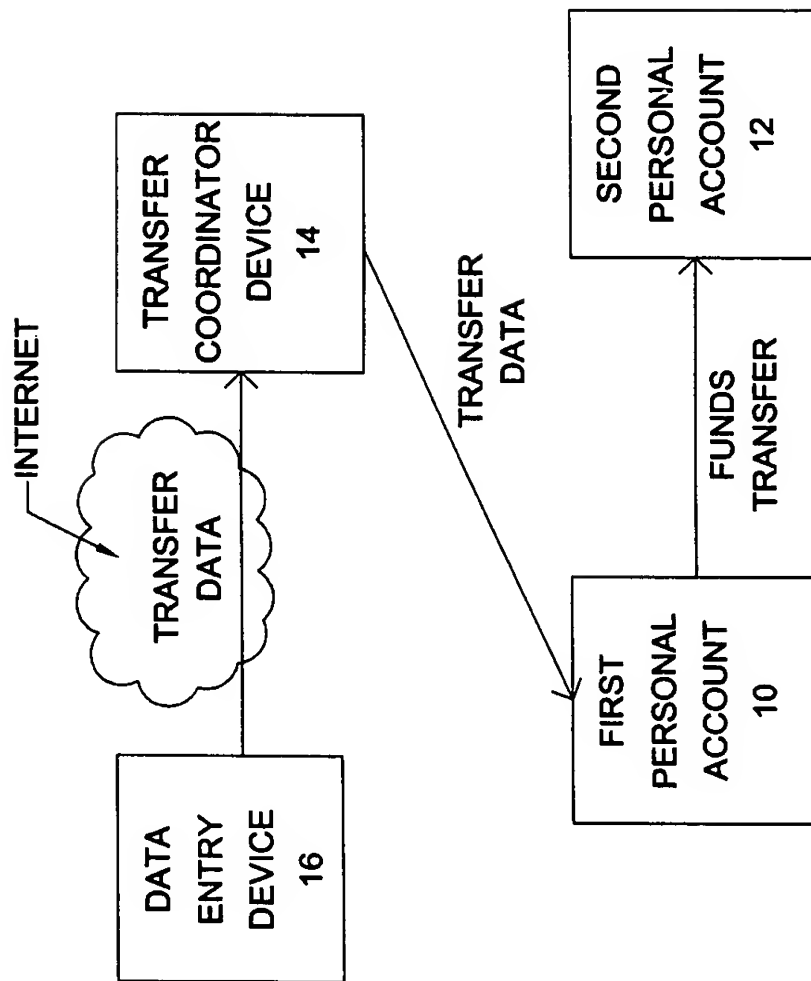 INTERNET
DATA
ENTRY
DEVICE
16
TRANSFER
DATA
TRANSFER
COORDINATOR
DEVICE
14
TRANSFER
DATA
FIRST
PERSONAL
ACCOUNT
10
FUNDS
TRANSFER
SECOND
PERSONAL
ACCOUNT
12